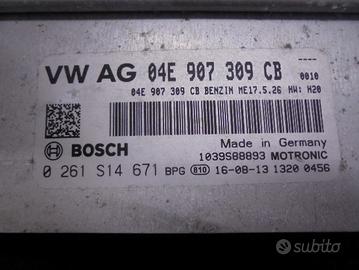 VW AG 04E 907 309 CB 0010
04E 907 309 CB BENZIN ME17.5.26 HW: H20
BOSCH
Made in Germany
1039S88893 MOTRONIC
0 261 S14 671 BPG 810 16-08-13 1320 0456
subito